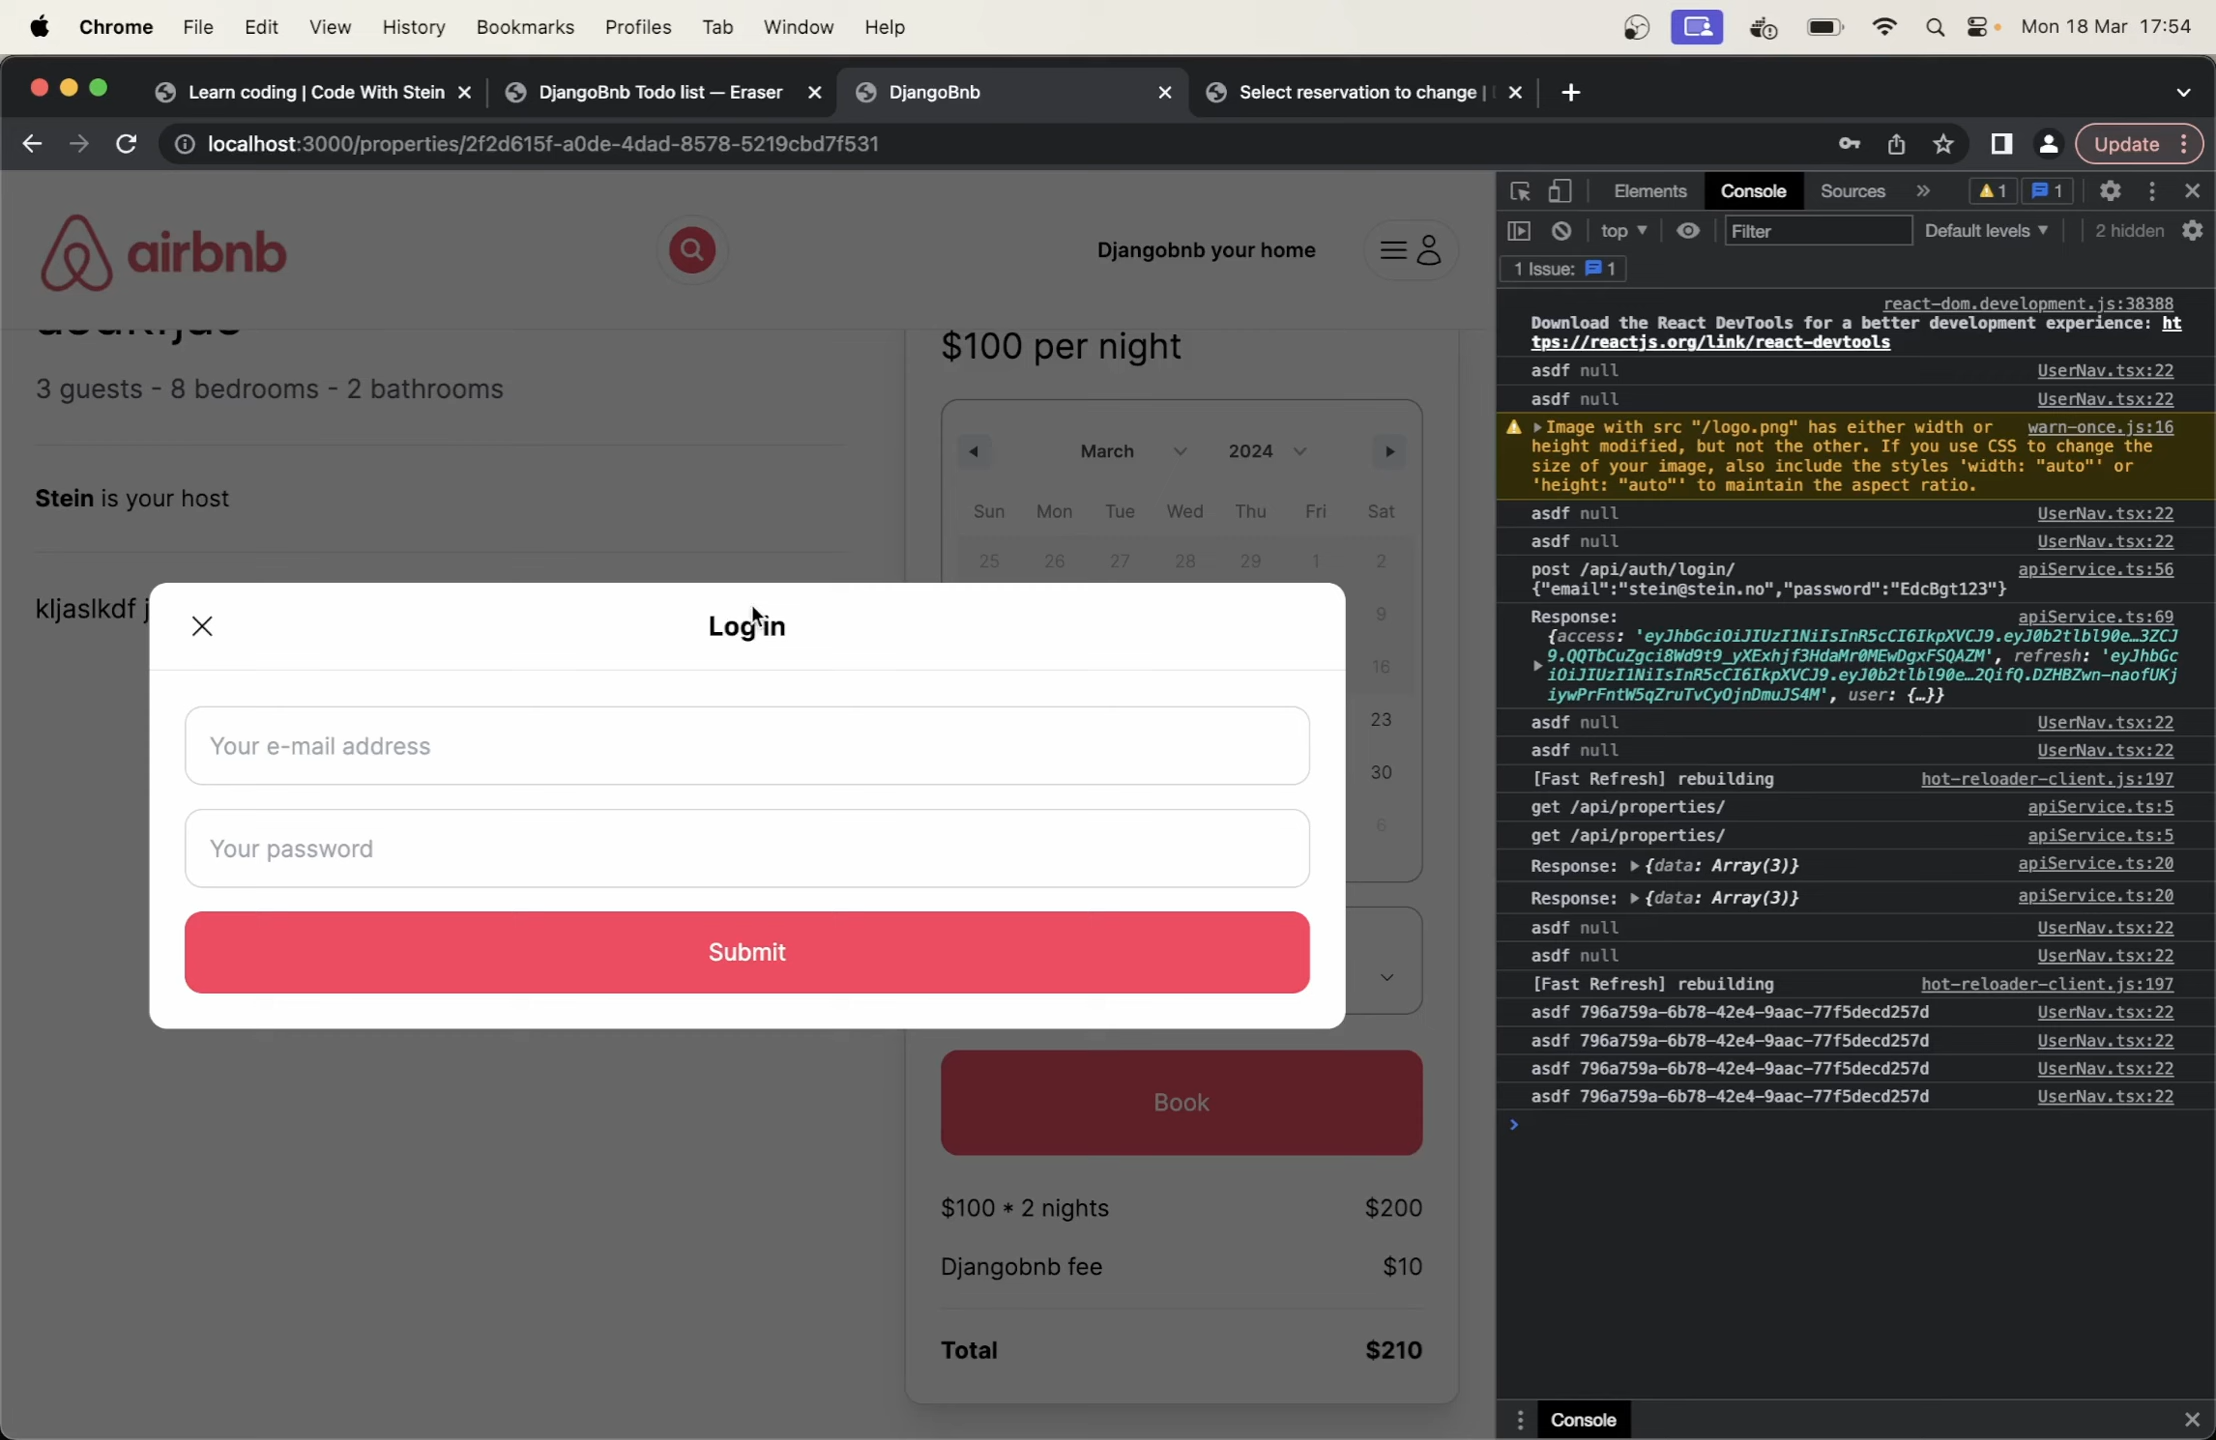 Chrome File Edit View History Bookmarks Profiles Tab Window Help Mon 18 Mar 17:54
Learn coding | Code With Stein DjangoBnb Todo list — Eraser DjangoBnb Select reservation to change |
localhost:3000/properties/2f2d615f-a0de-4dad-8578-5219cbd7f531 Update
airbnb
Djangobnb your home
3 guests - 8 bedrooms - 2 bathrooms
Stein is your host
kljaslkdf j
$100 per night
March 2024
Sun Mon Tue Wed Thu Fri Sat
25 26 27 28 29 1 2
9
16
23
30
6
Log in
Your e-mail address
Your password
Submit
Book
$100 * 2 nights $200
Djangobnb fee $10
Total $210
Elements Console Sources 1 1
top Filter Default levels 2 hidden
1 Issue: 1
react-dom.development.js:38388
Download the React DevTools for a better development experience: ht
tps://reactjs.org/link/react-devtools
asdf null UserNav.tsx:22
asdf null UserNav.tsx:22
Image with src "/logo.png" has either width or warn-once.js:16
height modified, but not the other. If you use CSS to change the
size of your image, also include the styles 'width: "auto"' or
'height: "auto"' to maintain the aspect ratio.
asdf null UserNav.tsx:22
asdf null UserNav.tsx:22
post /api/auth/login/ apiService.ts:56
{"email":"stein@stein.no","password":"EdcBgt123"}
Response: apiService.ts:69
{access: 'eyJhbGciOiJIUzI1NiIsInR5cCI6IkpXVCJ9.eyJ0b2tlbl90e…3ZCJ
9.QQTbCuZgci8Wd9t9_yXExhjf3HdaMr0MEwDgxFSQAZM', refresh: 'eyJhbGc
iOiJIUzI1NiIsInR5cCI6IkpXVCJ9.eyJ0b2tlbl90e…2QifQ.DZHBZwn-naofUKj
iywPrFntW5qZruTvCyOjnDmuJS4M', user: {…}}
asdf null UserNav.tsx:22
asdf null UserNav.tsx:22
[Fast Refresh] rebuilding hot-reloader-client.js:197
get /api/properties/ apiService.ts:5
get /api/properties/ apiService.ts:5
Response: {data: Array(3)} apiService.ts:20
Response: {data: Array(3)} apiService.ts:20
asdf null UserNav.tsx:22
asdf null UserNav.tsx:22
[Fast Refresh] rebuilding hot-reloader-client.js:197
asdf 796a759a-6b78-42e4-9aac-77f5decd257d UserNav.tsx:22
asdf 796a759a-6b78-42e4-9aac-77f5decd257d UserNav.tsx:22
asdf 796a759a-6b78-42e4-9aac-77f5decd257d UserNav.tsx:22
asdf 796a759a-6b78-42e4-9aac-77f5decd257d UserNav.tsx:22
Console